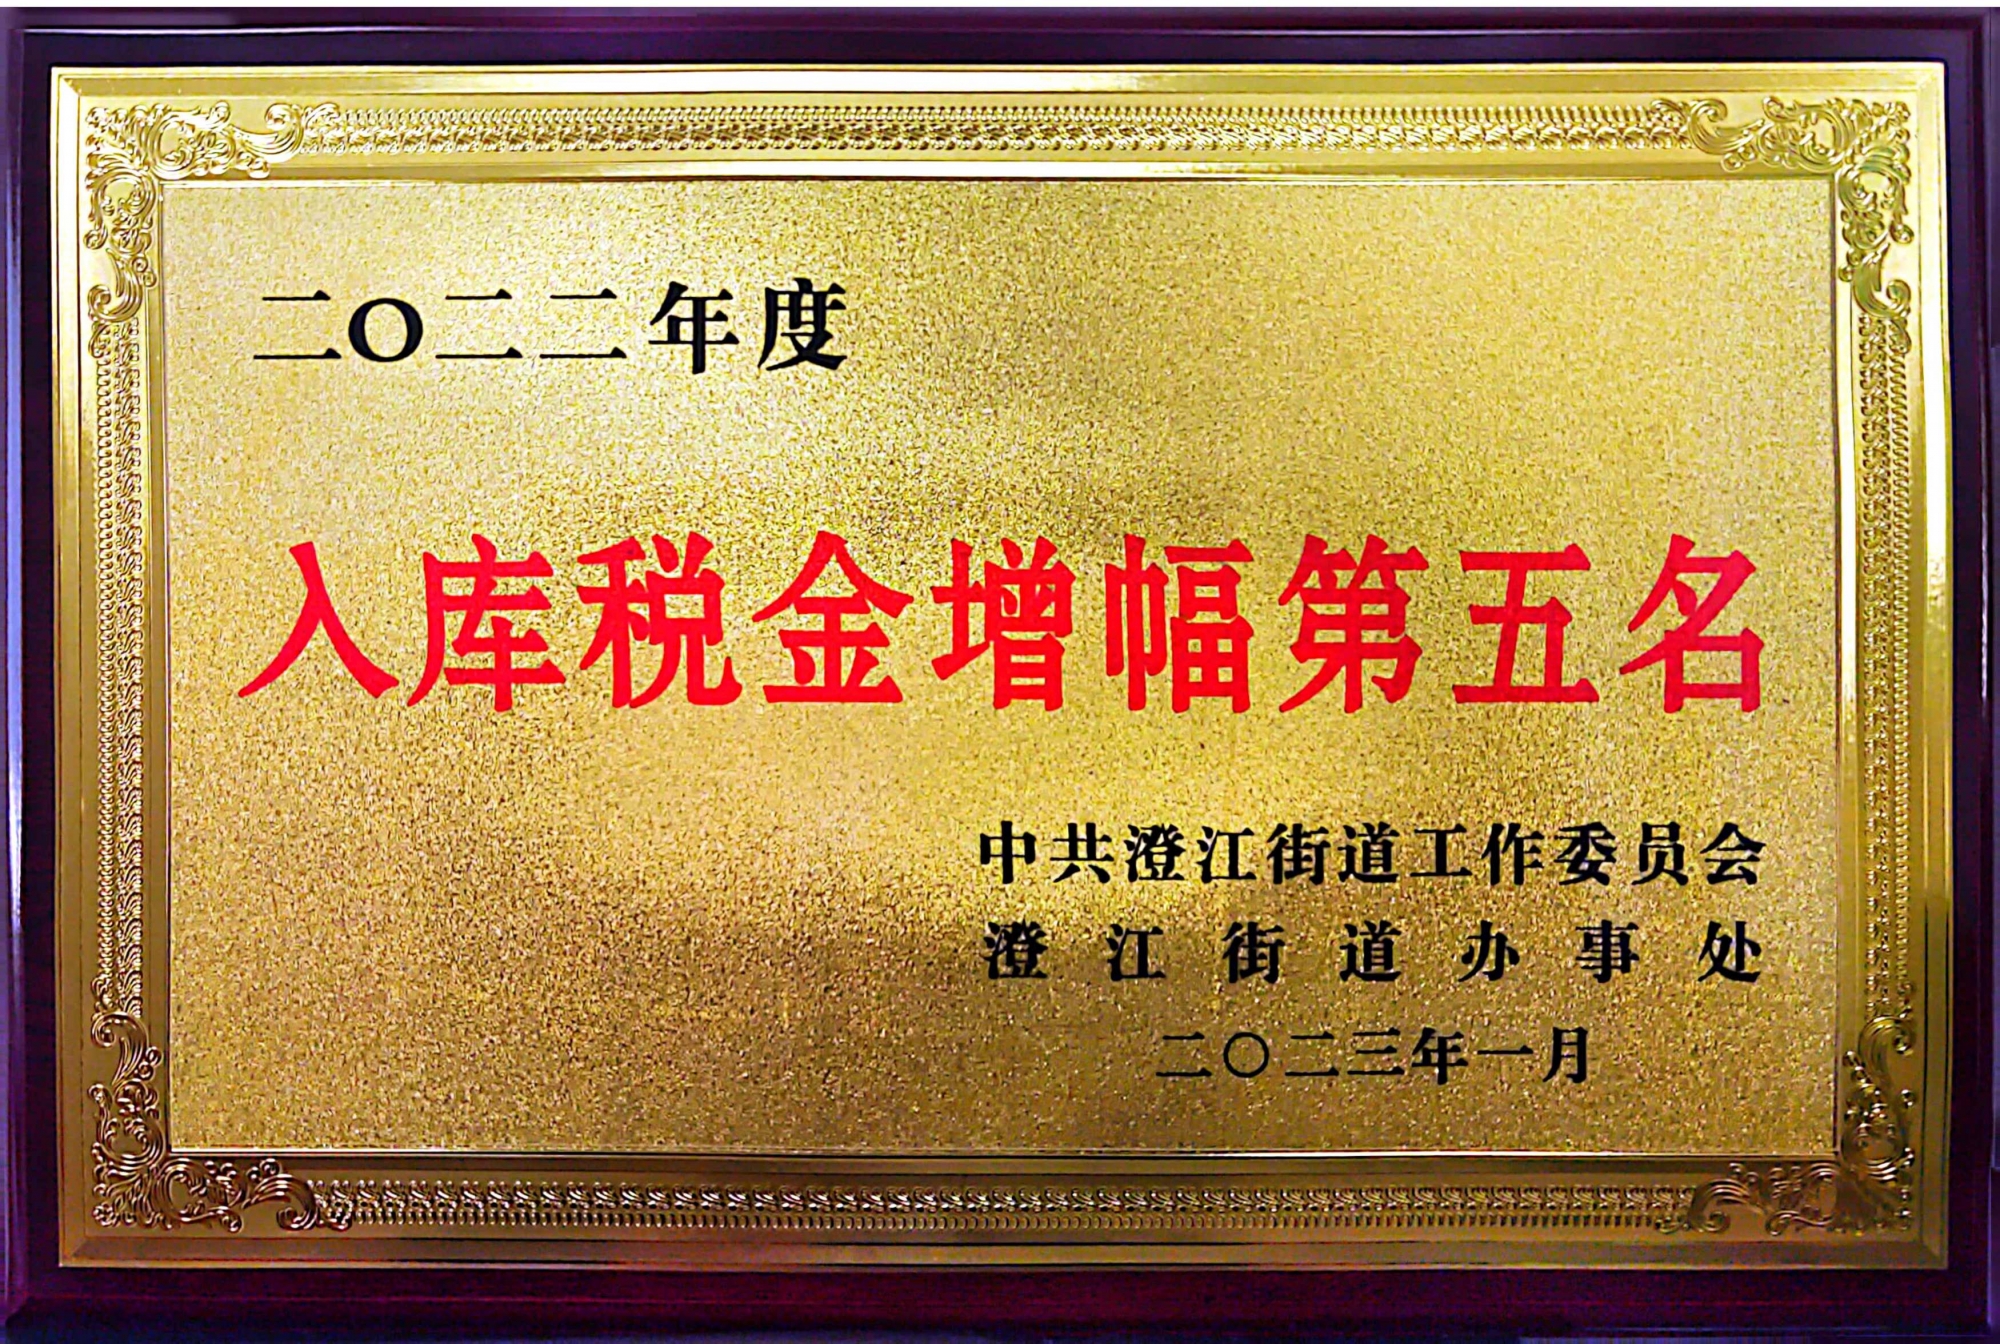 二〇二二年度
入库税金增幅第五名
中共澄江街道工作委员会
澄江街道办事处
二〇二三年一月